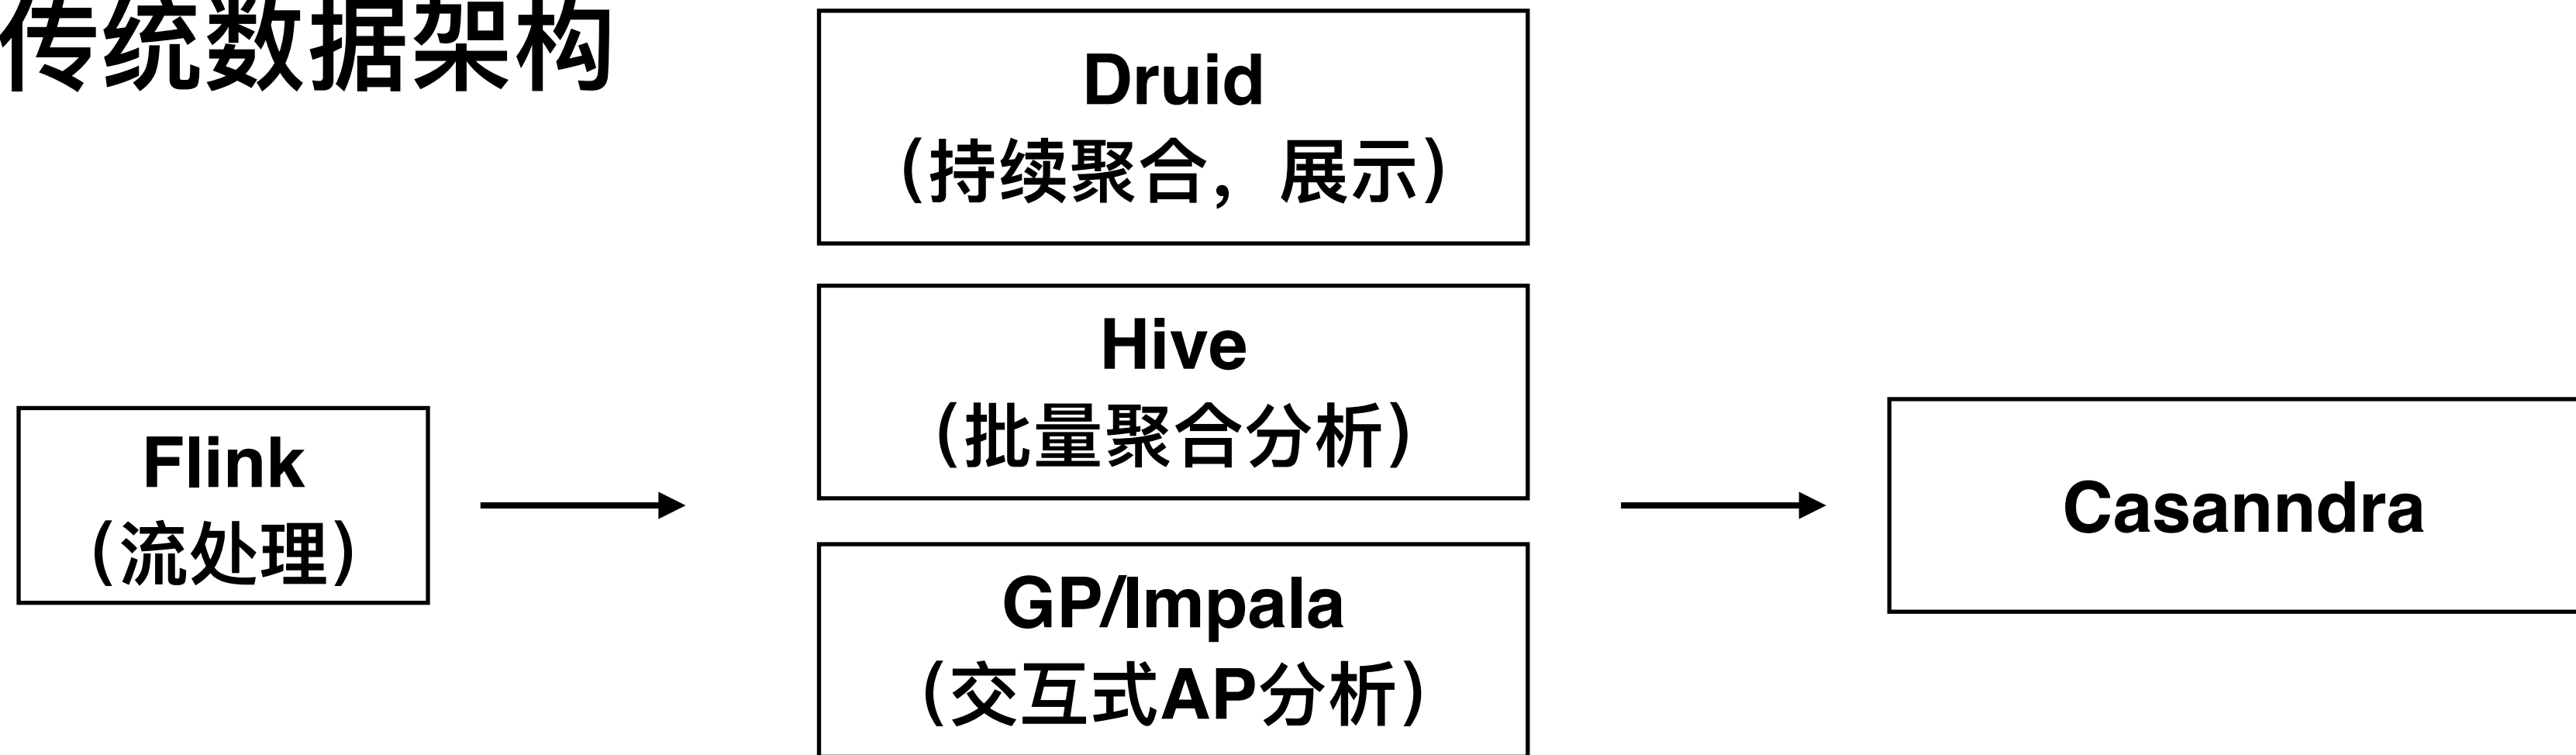 传统数据架构
Druid
（持续聚合，展示）
Hive
（批量聚合分析）
Flink
（流处理）
GP/Impala
（交互式AP分析）
Casanndra